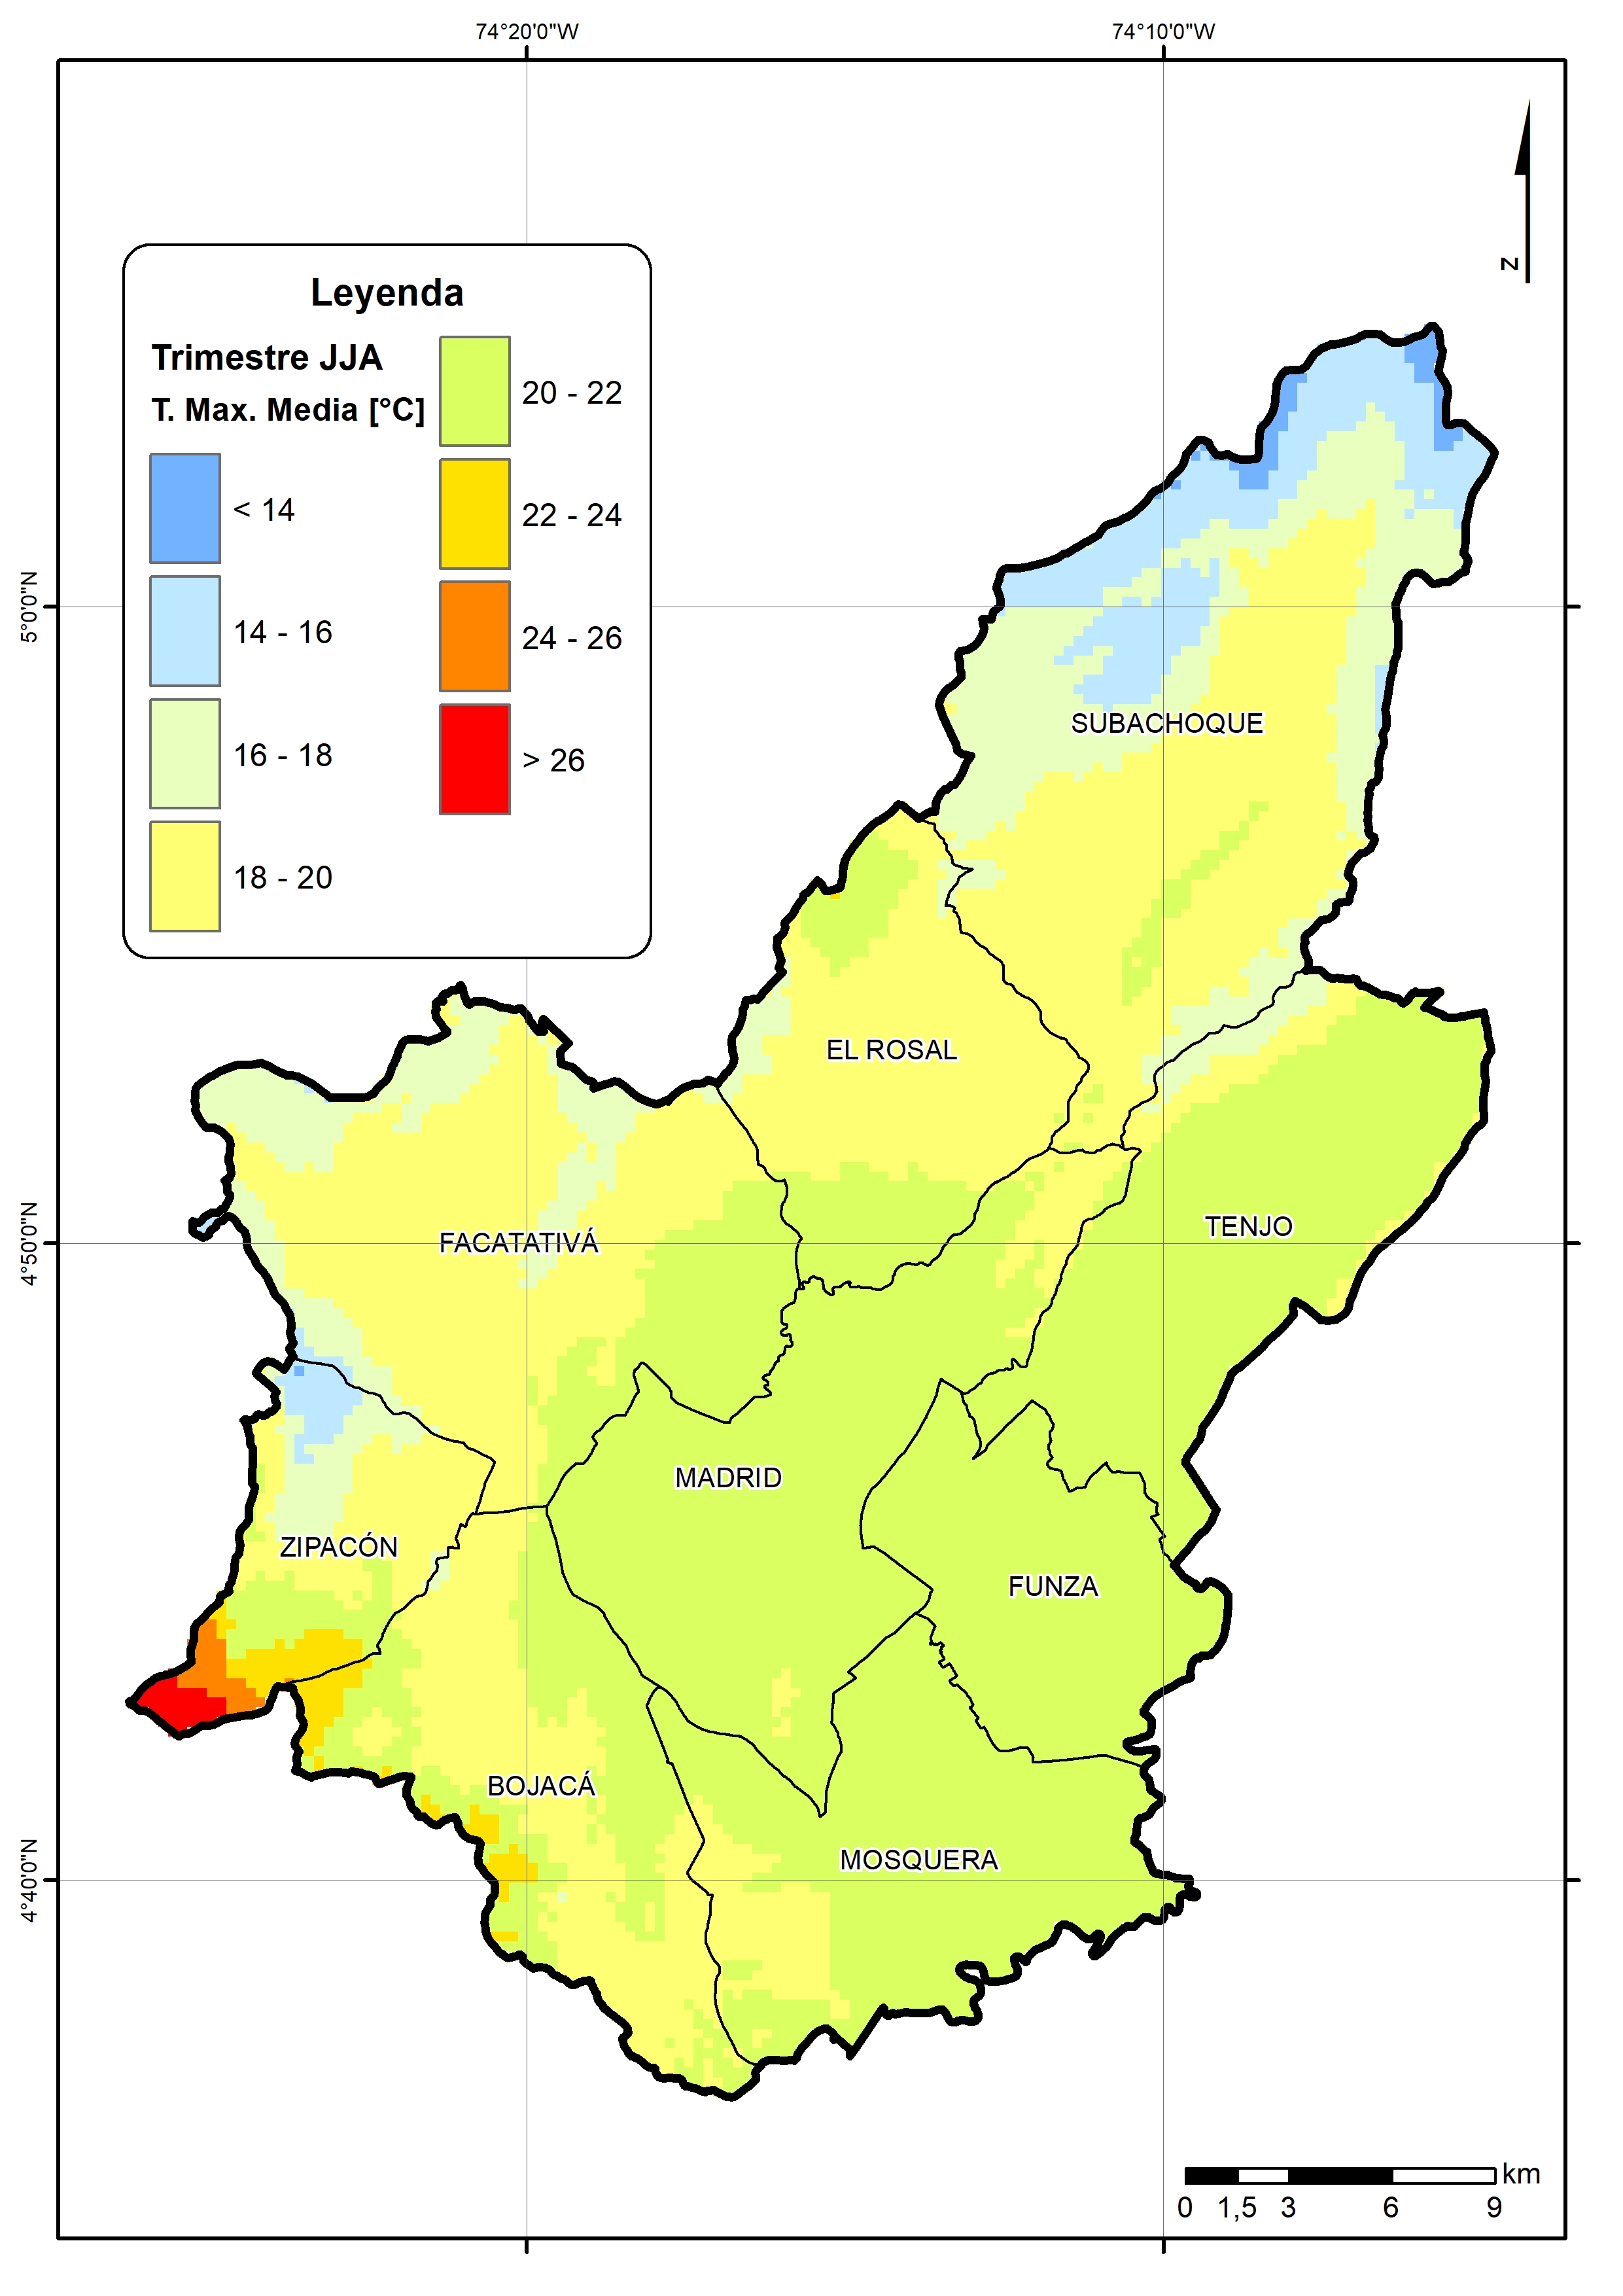 74°20'0"W
74°10'0"W
N
Leyenda
Trimestre JJA
T. Max. Media [°C]
< 14
14 - 16
16 - 18
18 - 20
20 - 22
22 - 24
24 - 26
> 26
5°0'0"N
SUBACHOQUE
EL ROSAL
TENJO
4°50'0"N
FACATATIVÁ
MADRID
ZIPACÓN
FUNZA
BOJACÁ
MOSQUERA
4°40'0"N
km
0 1,5 3 6 9